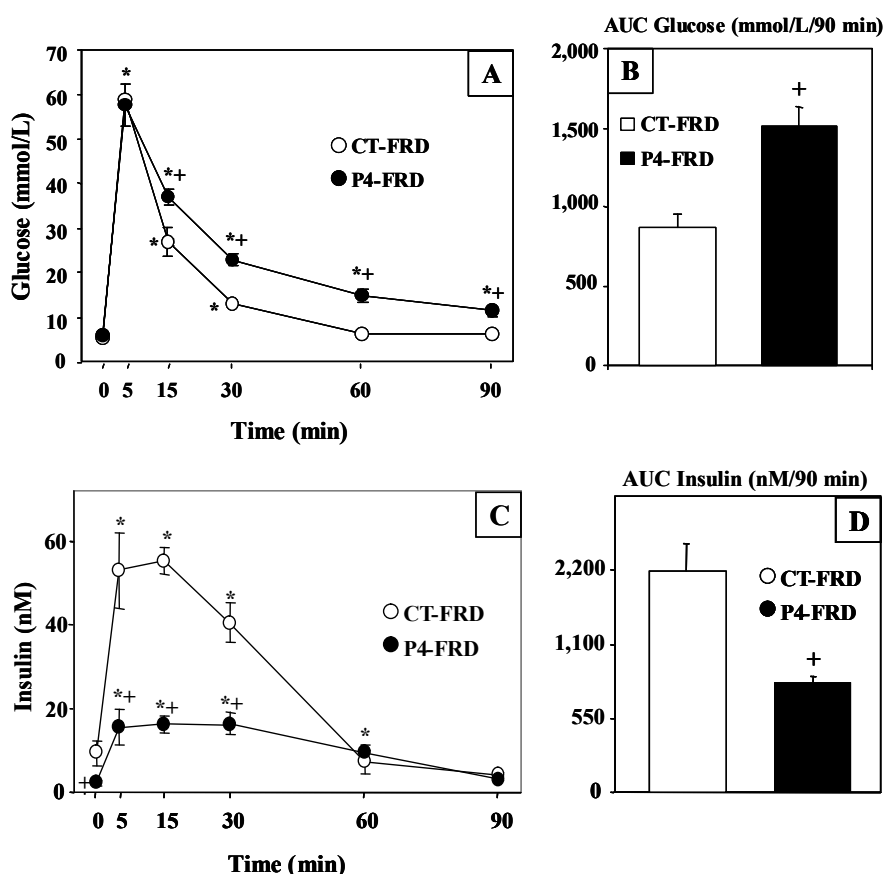 A
Glucose (mmol/L)
70
60
50
40
30
20
10
0
*
*+
*
*+
*
*+
*+
CT-FRD
P4-FRD
0 5 15 30 60 90
Time (min)
AUC Glucose (mmol/L/90 min)
B
2,000
1,500
1,000
500
0
CT-FRD
P4-FRD
+
C
Insulin (nM)
60
40
20
0
*
*
*
*+
*+
*+
*
+
CT-FRD
P4-FRD
0 5 15 30 60 90
Time (min)
AUC Insulin (nM/90 min)
D
2,200
1,100
550
0
CT-FRD
P4-FRD
+